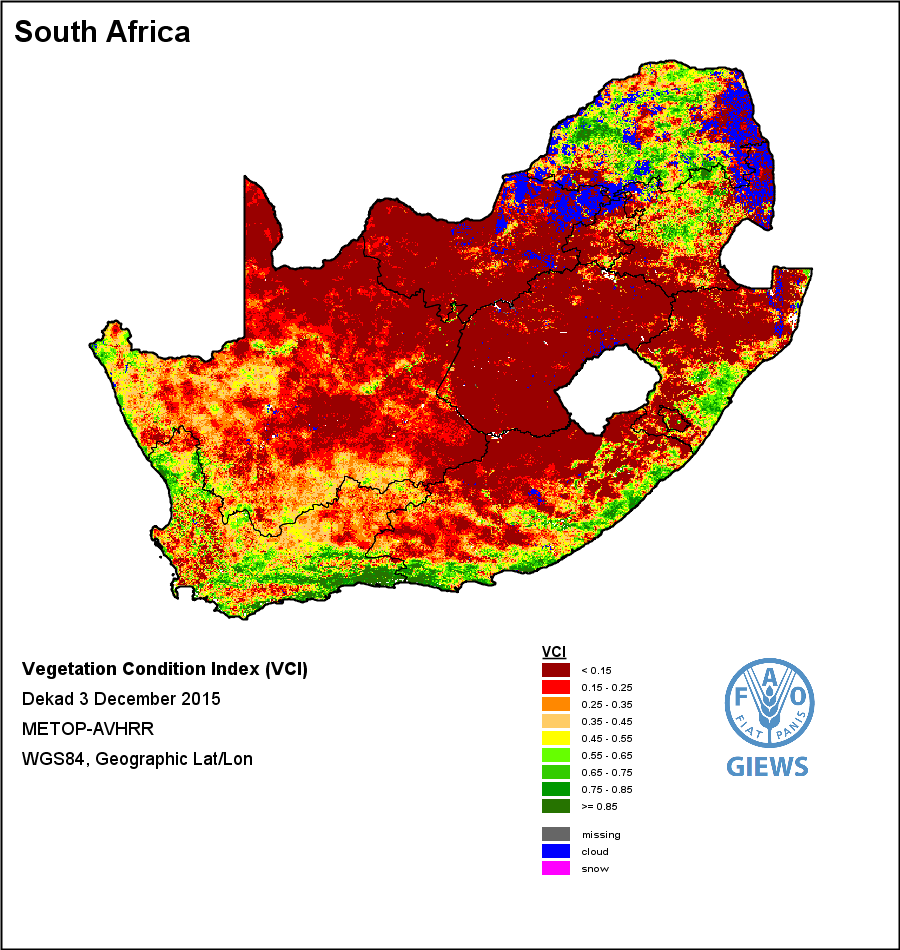 South Africa
Vegetation Condition Index (VCI)
Dekad 3 December 2015
METOP-AVHRR
WGS84, Geographic Lat/Lon
VCI
< 0.15
0.15 - 0.25
0.25 - 0.35
0.35 - 0.45
0.45 - 0.55
0.55 - 0.65
0.65 - 0.75
0.75 - 0.85
>= 0.85
missing
cloud
snow
F A O
FIAT PANIS
GIEWS